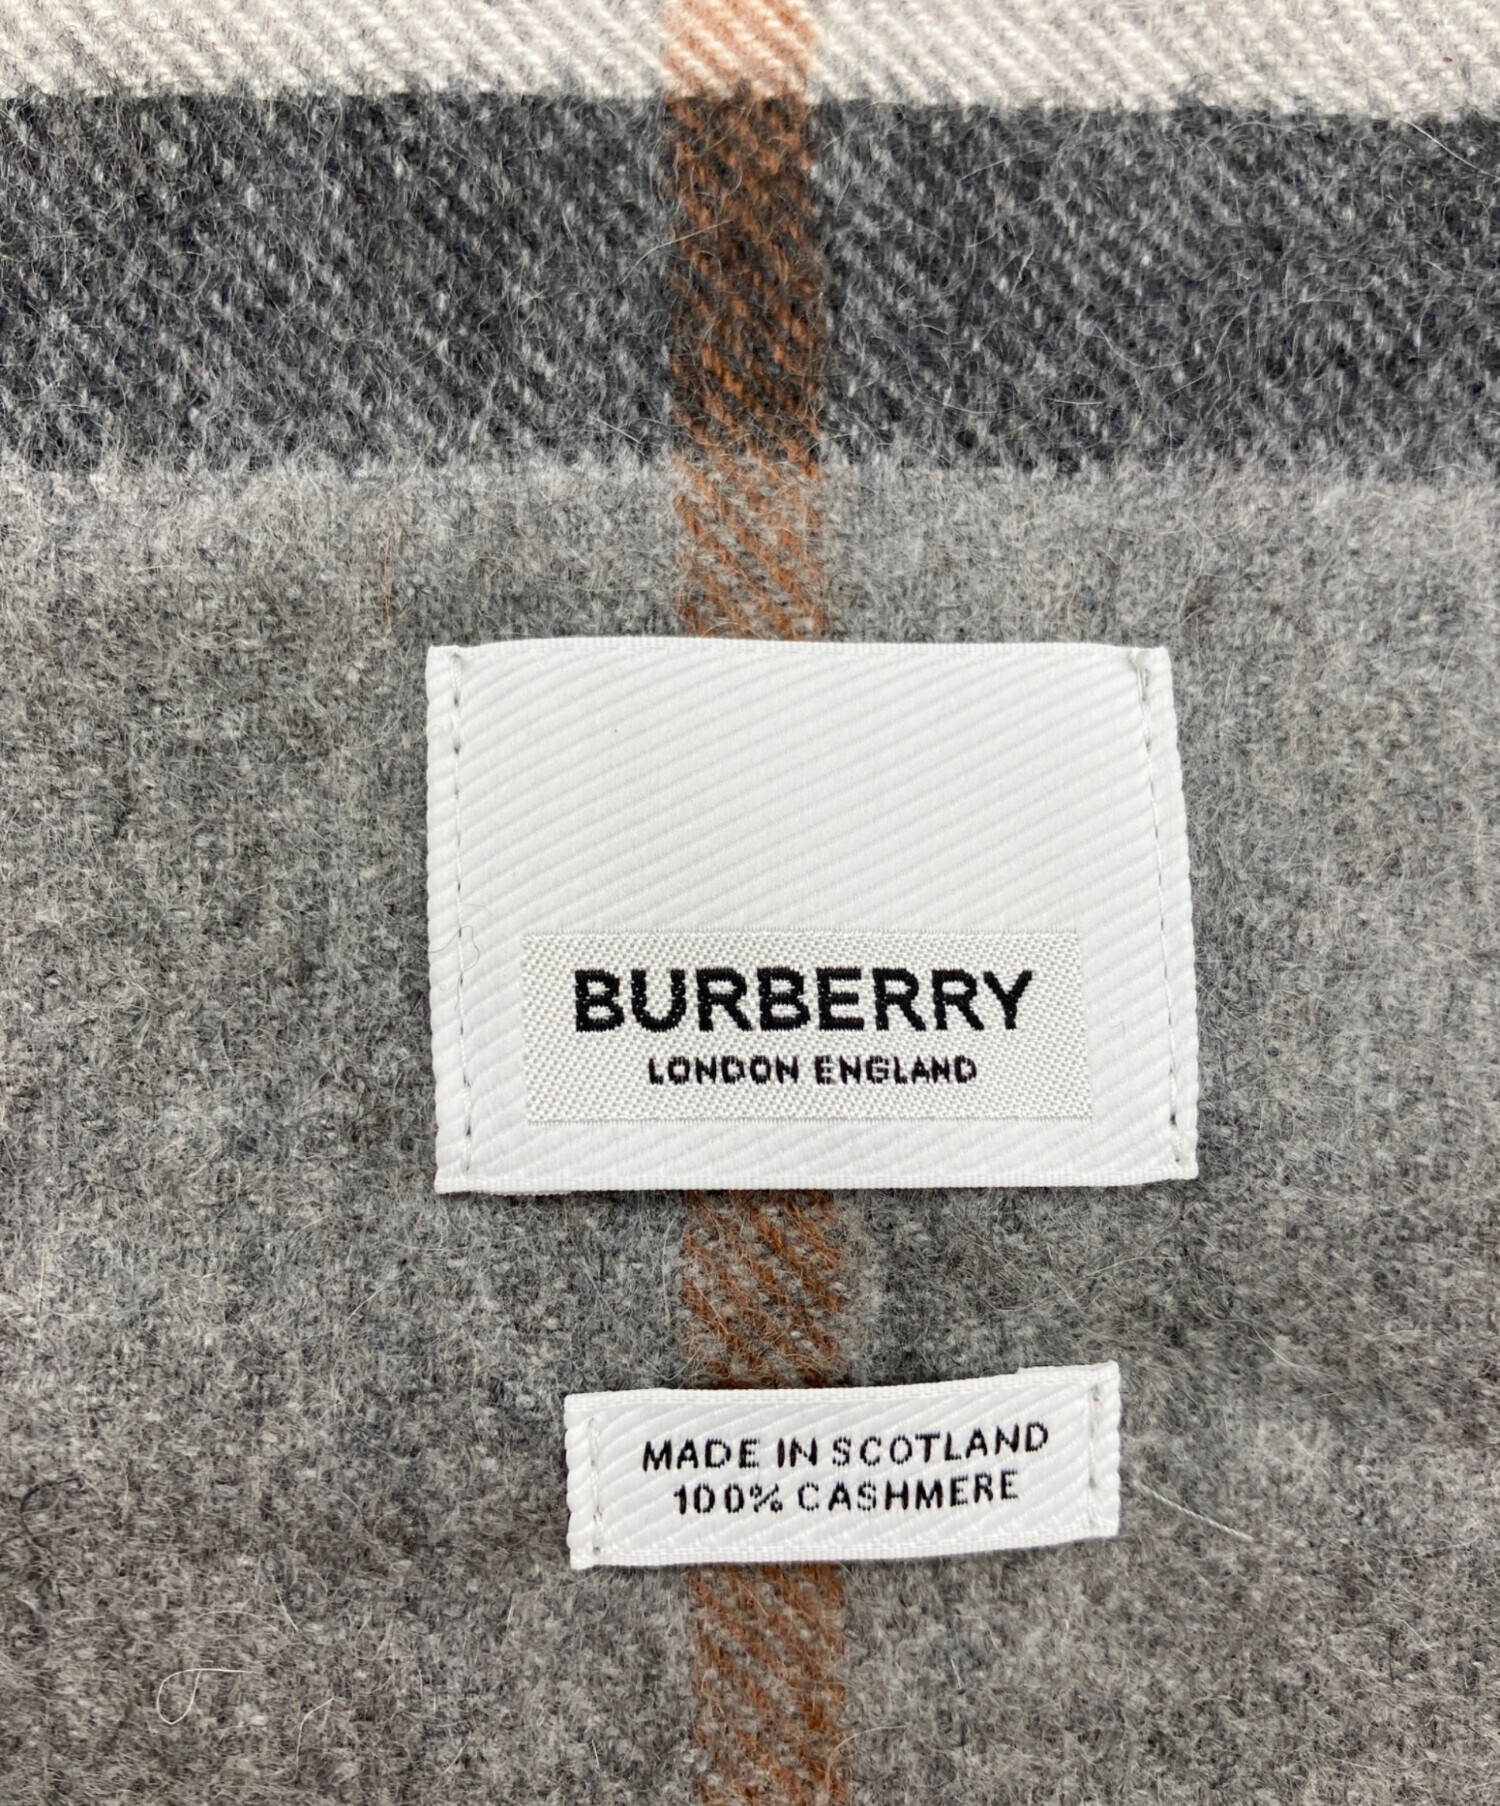 BURBERRY
LONDON ENGLAND
MADE IN SCOTLAND
100% CASHMERE